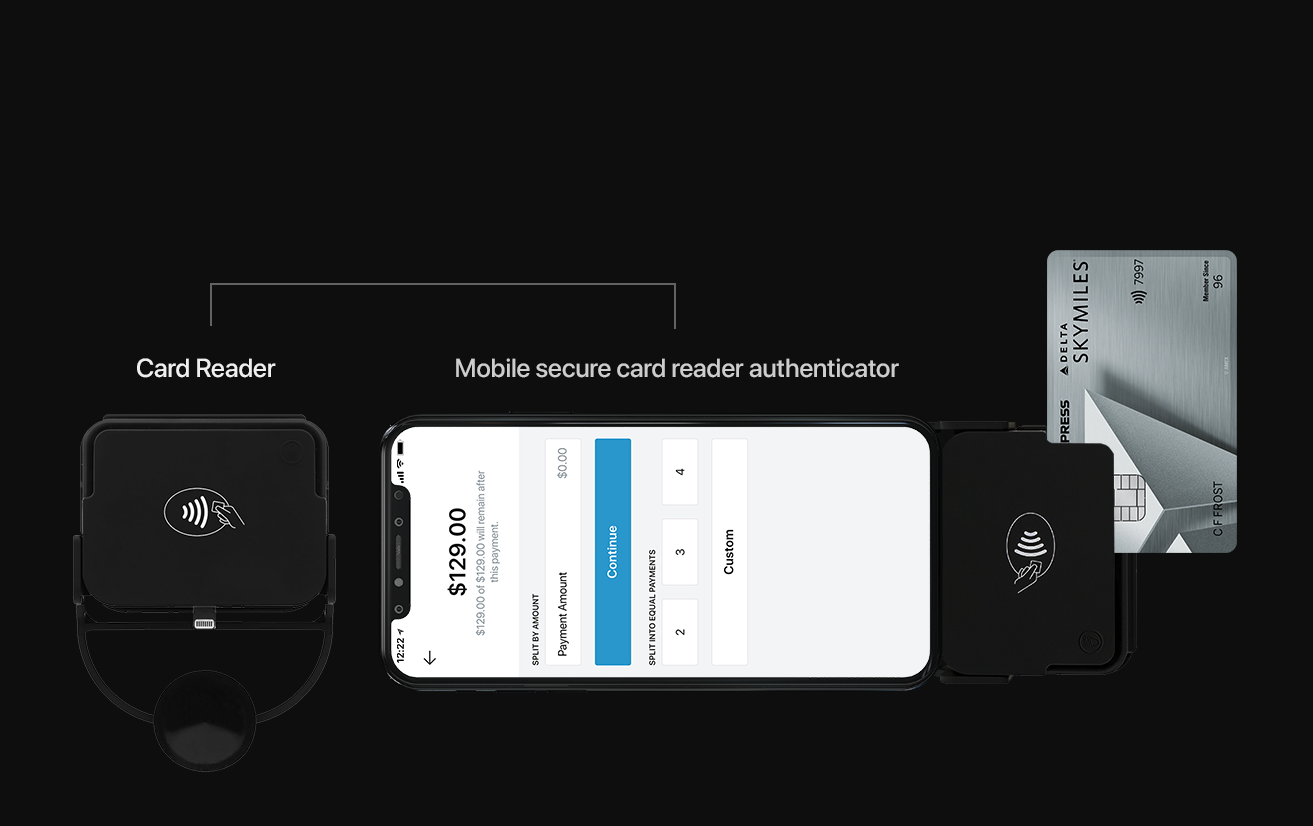 Card Reader
Mobile secure card reader authenticator
12:22
$129.00
$129.00 of $129.00 will remain after
this payment.
SPLIT BY AMOUNT
Payment Amount $0.00
Continue
SPLIT INTO EQUAL PAYMENTS
2 3 4
Custom
PRESS
DELTA
SKYMILES
7997
Member Since
96
C F FROST